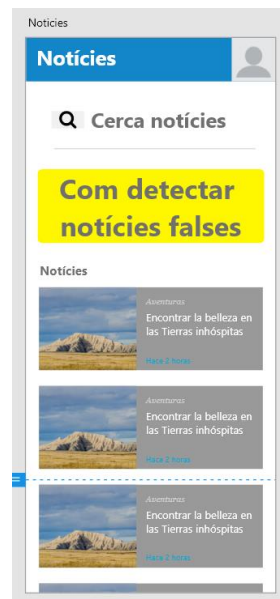 Noticies
Notícies
Cerca notícies
Com detectar
notícies falses
Notícies
Aventuras
Encontrar la belleza en
las Tierras inhóspitas
Hace 2 horas
Aventuras
Encontrar la belleza en
las Tierras inhóspitas
Hace 2 horas
Aventuras
Encontrar la belleza en
las Tierras inhóspitas
Hace 2 horas